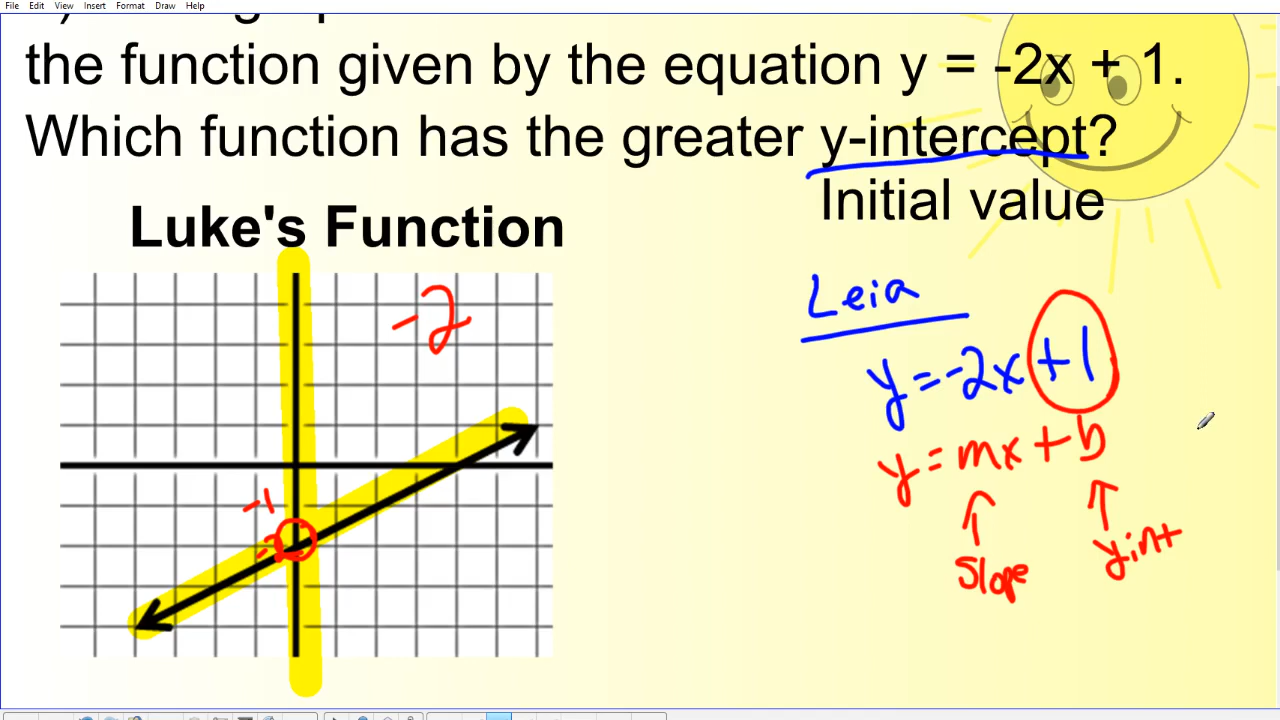 File Edit View Insert Format Draw Help
the function given by the equation y = -2x + 1.
Which function has the greater y-intercept?
Initial value
Luke's Function
-2
Leia
y=-2x+1
y=mx+b
-1
-2
slope
yint